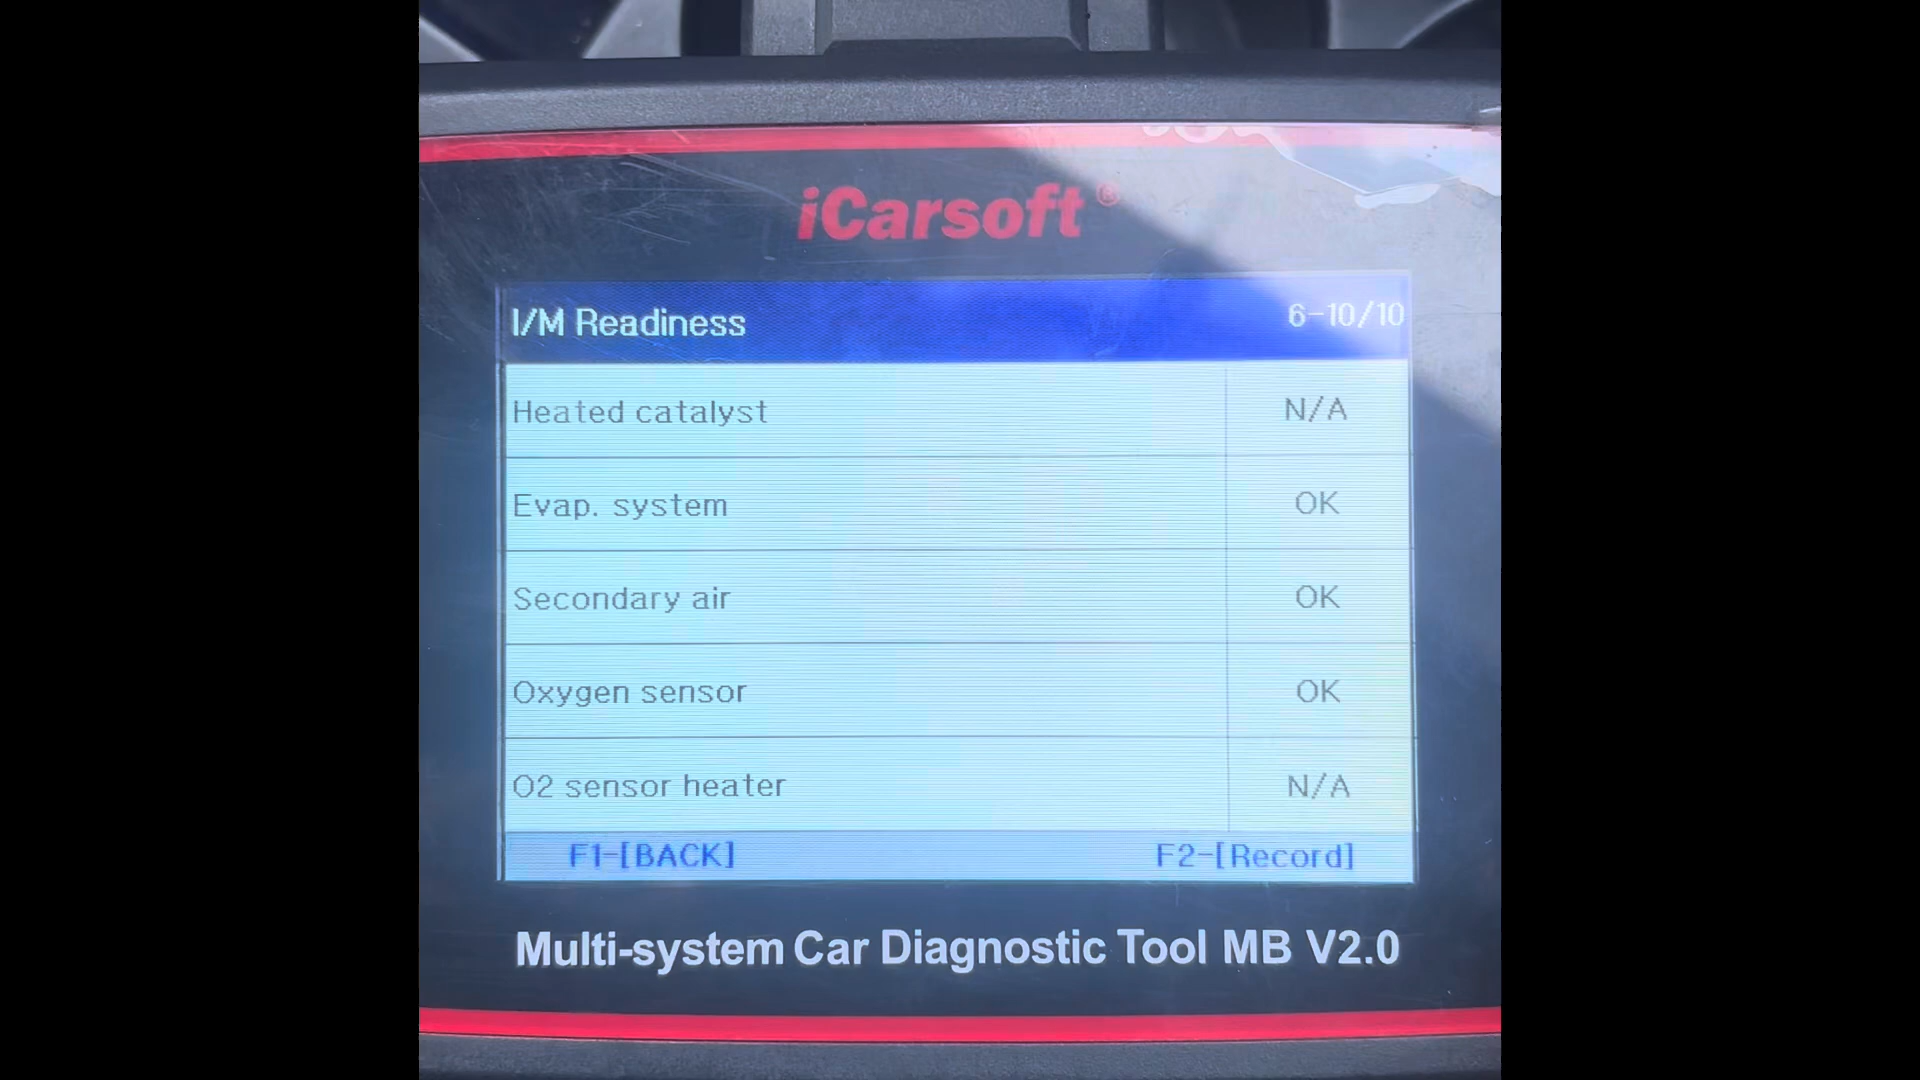 iCarsoft ®
I/M Readiness 6-10/10
Heated catalyst N/A
Evap. system OK
Secondary air OK
Oxygen sensor OK
O2 sensor heater N/A
F1-[BACK] F2-[Record]
Multi-system Car Diagnostic Tool MB V2.0